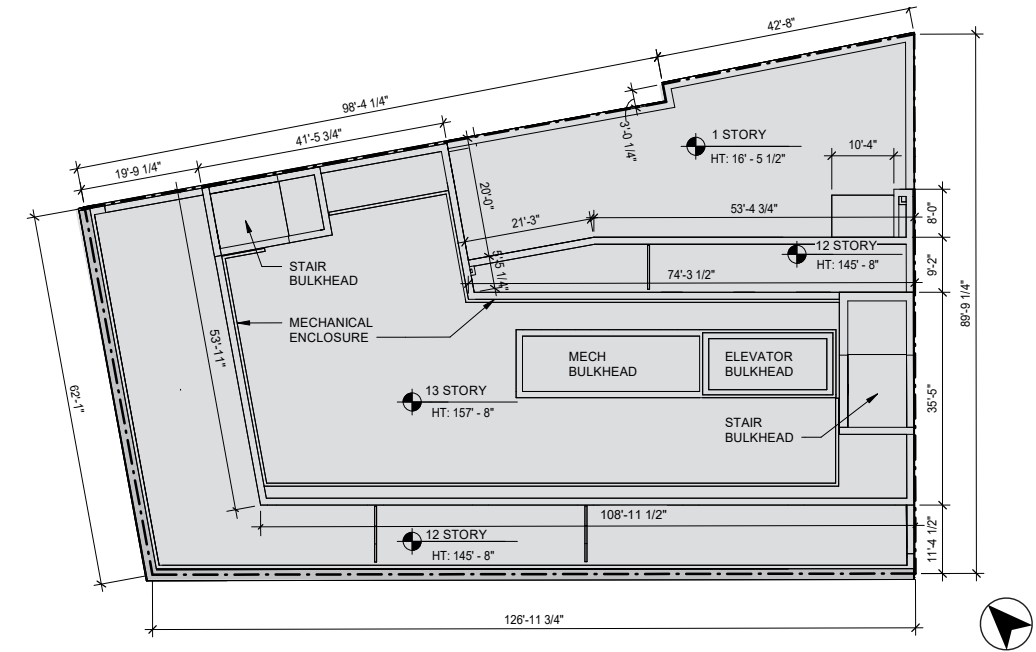 42'-8"
98'-4 1/4"
41'-5 3/4"
19'-9 1/4"
3'-0 1/4"
1 STORY
HT: 16' - 5 1/2"
10'-4"
20'-0"
21'-3"
53'-4 3/4"
8'-0"
12 STORY
HT: 145' - 8"
9'-2"
5'-5 1/4"
74'-3 1/2"
STAIR
BULKHEAD
89'-9 1/4"
MECHANICAL
ENCLOSURE
53'-11"
MECH
BULKHEAD
ELEVATOR
BULKHEAD
62'-1"
13 STORY
HT: 157' - 8"
35'-5"
STAIR
BULKHEAD
108'-11 1/2"
12 STORY
HT: 145' - 8"
11'-4 1/2"
126'-11 3/4"